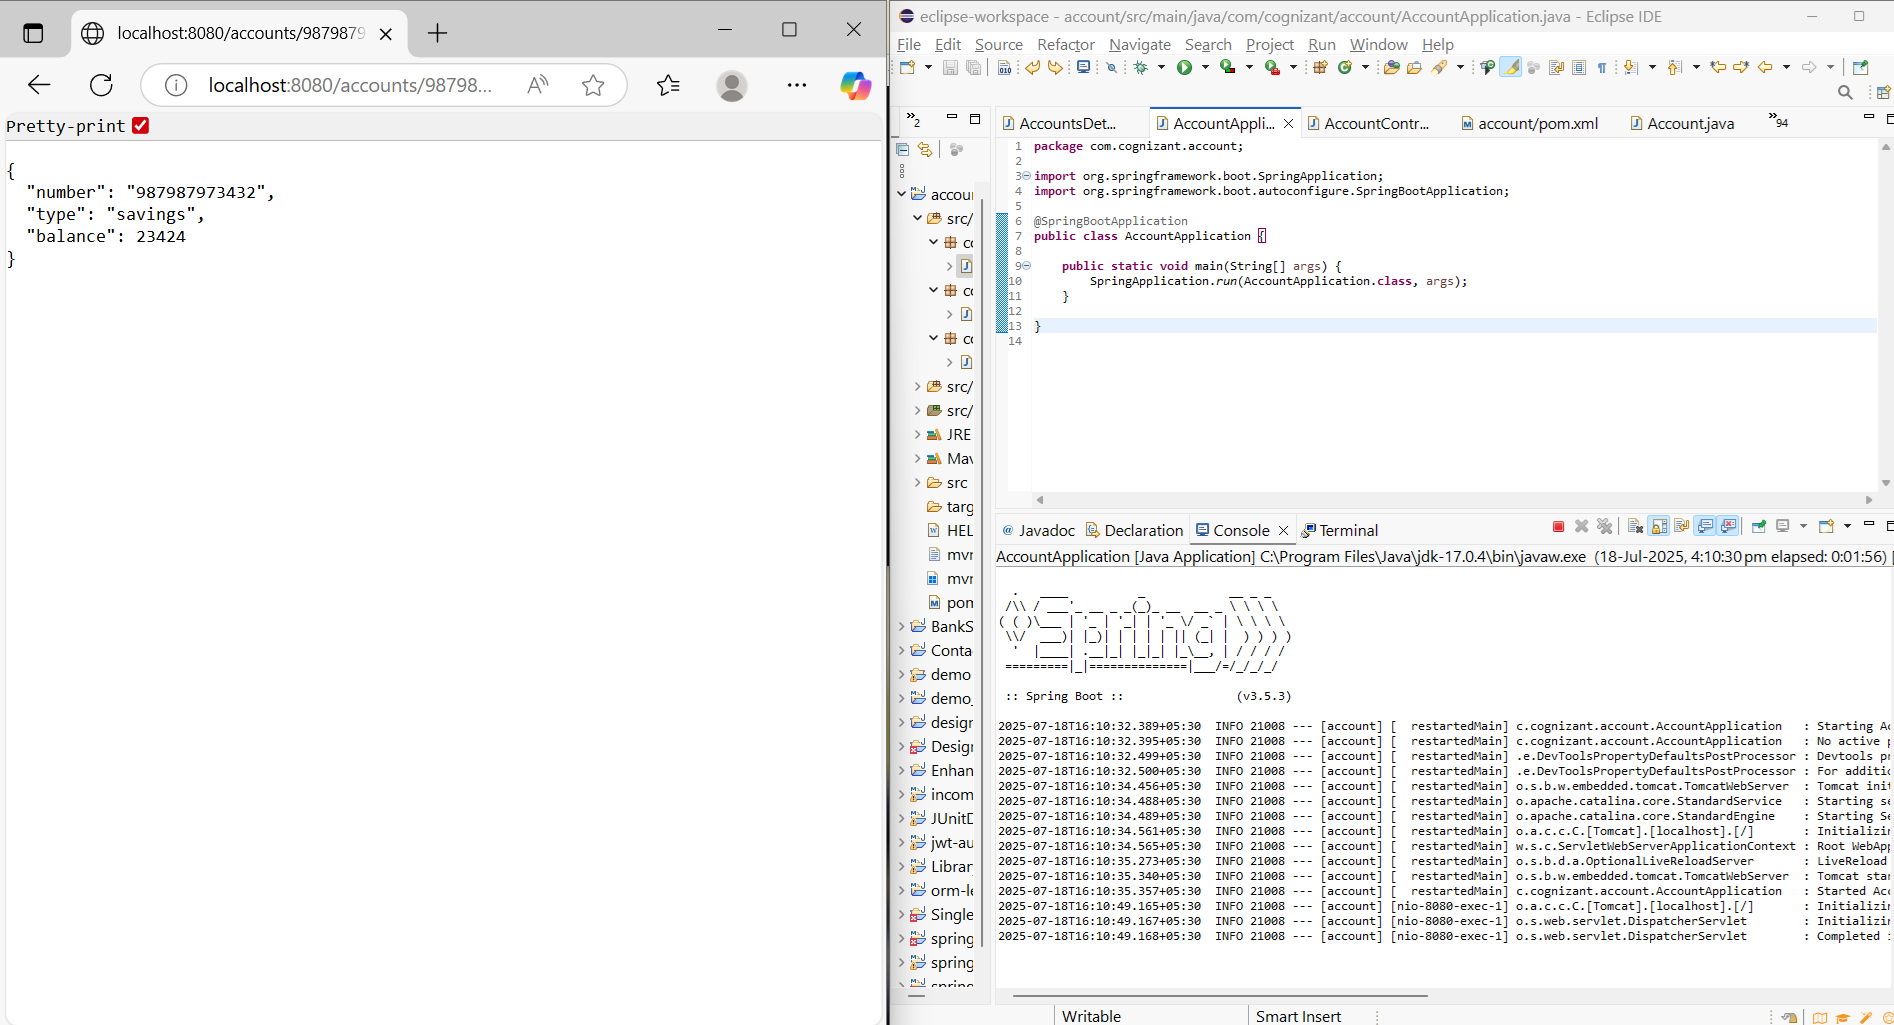 localhost:8080/accounts/9879879
localhost:8080/accounts/98798...
Pretty-print
{
"number": "987987973432",
"type": "savings",
"balance": 23424
}
eclipse-workspace - account/src/main/java/com/cognizant/account/AccountApplication.java - Eclipse IDE
File Edit Source Refactor Navigate Search Project Run Window Help
»2
accour
src/
co
J
co
J
co
J
src/
src/
JRE
Mav
src
targ
HEL
mvr
mvr
pom
BankS
Conta
demo
demo_
design
Design
Enhan
incom
JUnitD
jwt-au
Librar
orm-le
Single
spring
spring
spring
AccountsDet... AccountAppli... AccountContr... account/pom.xml Account.java »94
1 package com.cognizant.account;
2
3 import org.springframework.boot.SpringApplication;
4 import org.springframework.boot.autoconfigure.SpringBootApplication;
5
6 @SpringBootApplication
7 public class AccountApplication {
8
9 public static void main(String[] args) {
10 SpringApplication.run(AccountApplication.class, args);
11 }
12
13 }
14
@ Javadoc Declaration Console Terminal
AccountApplication [Java Application] C:\Program Files\Java\jdk-17.0.4\bin\javaw.exe (18-Jul-2025, 4:10:30 pm elapsed: 0:01:56) [
  .   ____          _            __ _ _
 /\\ / ___'_ __ _ _(_)_ __  __ _ \ \ \ \
( ( )\___ | '_ | '_| | '_ \/ _` | \ \ \ \
 \\/  ___)| |_)| | | | | || (_| |  ) ) ) )
  '  |____| .__|_| |_|_| |_\__, | / / / /
 =========|_|==============|___/=/_/_/_/
:: Spring Boot :: (v3.5.3)
2025-07-18T16:10:32.389+05:30 INFO 21008 --- [account] [ restartedMain] c.cognizant.account.AccountApplication : Starting Ac
2025-07-18T16:10:32.395+05:30 INFO 21008 --- [account] [ restartedMain] c.cognizant.account.AccountApplication : No active p
2025-07-18T16:10:32.499+05:30 INFO 21008 --- [account] [ restartedMain] .e.DevToolsPropertyDefaultsPostProcessor : Devtools pr
2025-07-18T16:10:32.500+05:30 INFO 21008 --- [account] [ restartedMain] .e.DevToolsPropertyDefaultsPostProcessor : For additio
2025-07-18T16:10:34.456+05:30 INFO 21008 --- [account] [ restartedMain] o.s.b.w.embedded.tomcat.TomcatWebServer : Tomcat init
2025-07-18T16:10:34.488+05:30 INFO 21008 --- [account] [ restartedMain] o.apache.catalina.core.StandardService : Starting se
2025-07-18T16:10:34.489+05:30 INFO 21008 --- [account] [ restartedMain] o.apache.catalina.core.StandardEngine : Starting Se
2025-07-18T16:10:34.561+05:30 INFO 21008 --- [account] [ restartedMain] o.a.c.c.C.[Tomcat].[localhost].[/] : Initializin
2025-07-18T16:10:34.565+05:30 INFO 21008 --- [account] [ restartedMain] w.s.c.ServletWebServerApplicationContext : Root WebApp
2025-07-18T16:10:35.273+05:30 INFO 21008 --- [account] [ restartedMain] o.s.b.d.a.OptionalLiveReloadServer : LiveReload
2025-07-18T16:10:35.340+05:30 INFO 21008 --- [account] [ restartedMain] o.s.b.w.embedded.tomcat.TomcatWebServer : Tomcat star
2025-07-18T16:10:35.357+05:30 INFO 21008 --- [account] [ restartedMain] c.cognizant.account.AccountApplication : Started Acc
2025-07-18T16:10:49.165+05:30 INFO 21008 --- [account] [nio-8080-exec-1] o.a.c.c.C.[Tomcat].[localhost].[/] : Initializin
2025-07-18T16:10:49.167+05:30 INFO 21008 --- [account] [nio-8080-exec-1] o.s.web.servlet.DispatcherServlet : Initializin
2025-07-18T16:10:49.168+05:30 INFO 21008 --- [account] [nio-8080-exec-1] o.s.web.servlet.DispatcherServlet : Completed i
Writable Smart Insert